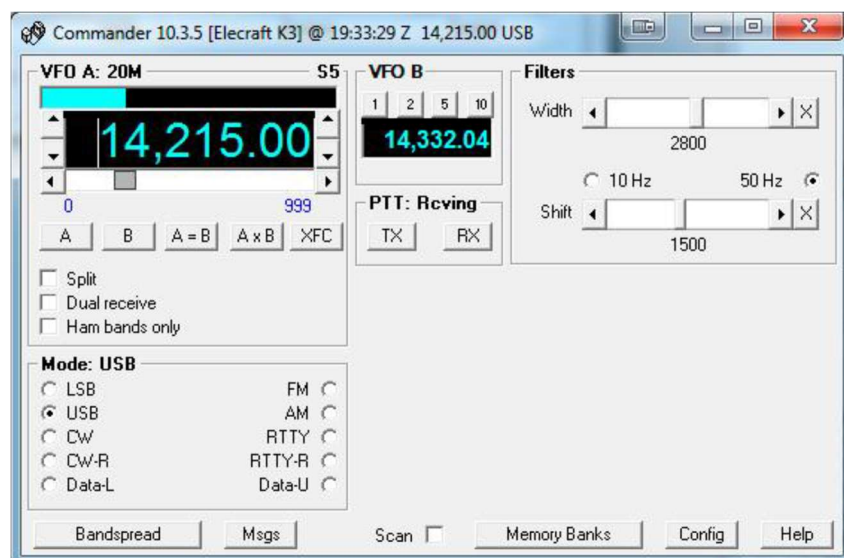 Commander 10.3.5 [Elecraft K3] @ 19:33:29 Z 14,215.00 USB
VFO A: 20M S5
14,215.00
0 999
A B A = B A x B XFC
Split
Dual receive
Ham bands only
VFO B
1 2 5 10
14,332.04
PTT: Rcving
TX RX
Filters
Width X
2800
10 Hz 50 Hz
Shift X
1500
Mode: USB
LSB FM
USB AM
CW RTTY
CW-R RTTY-R
Data-L Data-U
Bandspread Msgs Scan Memory Banks Config Help